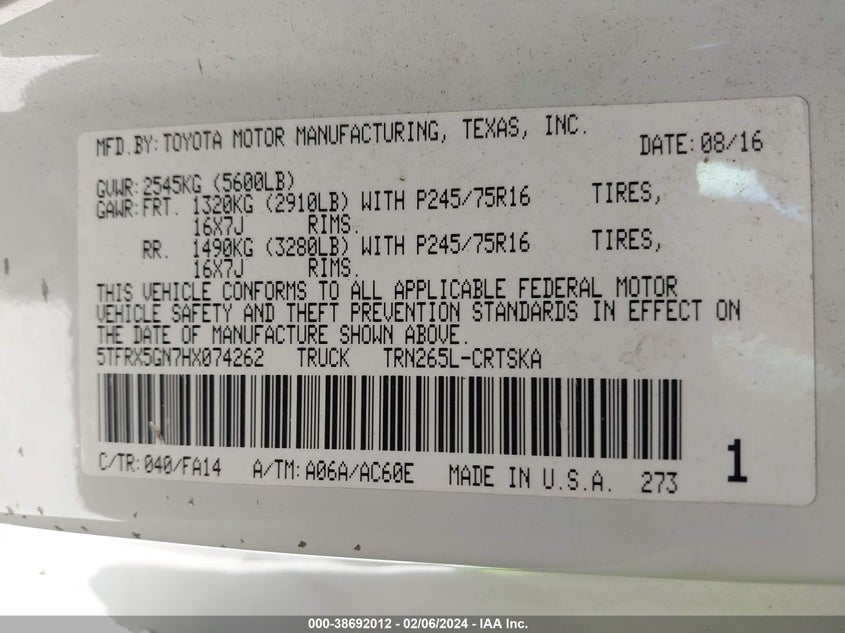 MFD.BY:TOYOTA MOTOR MANUFACTURING, TEXAS, INC. DATE:08/16
GVWR:2545KG (5600LB)
GAWR:FRT. 1320KG (2910LB) WITH P245/75R16 TIRES,
16X7J RIMS.
RR. 1490KG (3280LB) WITH P245/75R16 TIRES,
16X7J RIMS.
THIS VEHICLE CONFORMS TO ALL APPLICABLE FEDERAL MOTOR
VEHICLE SAFETY AND THEFT PREVENTION STANDARDS IN EFFECT ON
THE DATE OF MANUFACTURE SHOWN ABOVE.
5TFRX5GN7HX074262 TRUCK TRN265L-CRTSKA
C/TR:040/FA14 A/TM:A06A/AC60E MADE IN U.S.A. 273 1
000-38692012 - 02/06/2024 - IAA Inc.